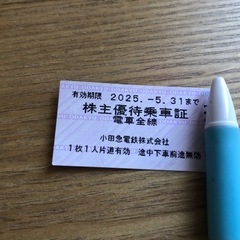 有効期限 2025.-5.31まで
株主優待乗車証
電車全線
小田急電鉄株式会社
1枚1人片道有効 途中下車前途無効